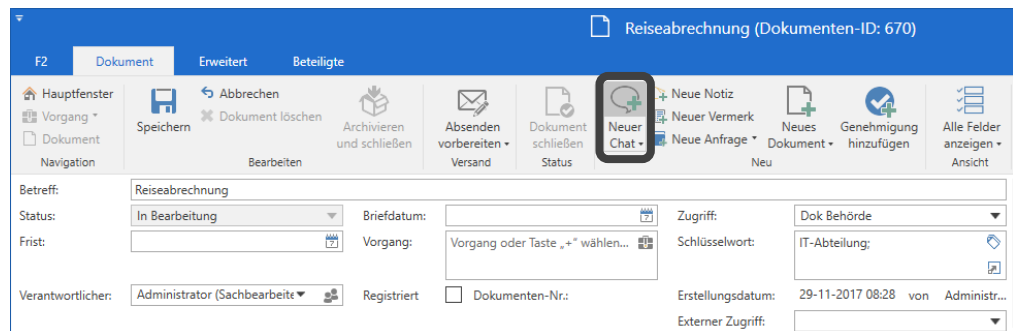 Reiseabrechnung (Dokumenten-ID: 670)
F2 Dokument Erweitert Beteiligte
Hauptfenster
Vorgang
Dokument
Navigation
Speichern
Abbrechen
Dokument löschen
Archivieren
und schließen
Bearbeiten
Absenden
vorbereiten
Versand
Dokument
schließen
Status
Neuer
Chat
Neue Notiz
Neuer Vermerk
Neue Anfrage
Neues
Dokument
Genehmigung
hinzufügen
Neu
Alle Felder
anzeigen
Ansicht
Betreff: Reiseabrechnung
Status: In Bearbeitung Briefdatum: Zugriff: Dok Behörde
Frist: Vorgang: Vorgang oder Taste „+“ wählen... Schlüsselwort: IT-Abteilung;
Verantwortlicher: Administrator (Sachbearbeite Registriert Dokumenten-Nr.: Erstellungsdatum: 29-11-2017 08:28 von Administr...
Externer Zugriff: